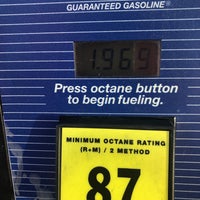 GUARANTEED GASOLINE®
1.969
Press octane button
to begin fueling.
MINIMUM OCTANE RATING
(R+M) / 2 METHOD
87